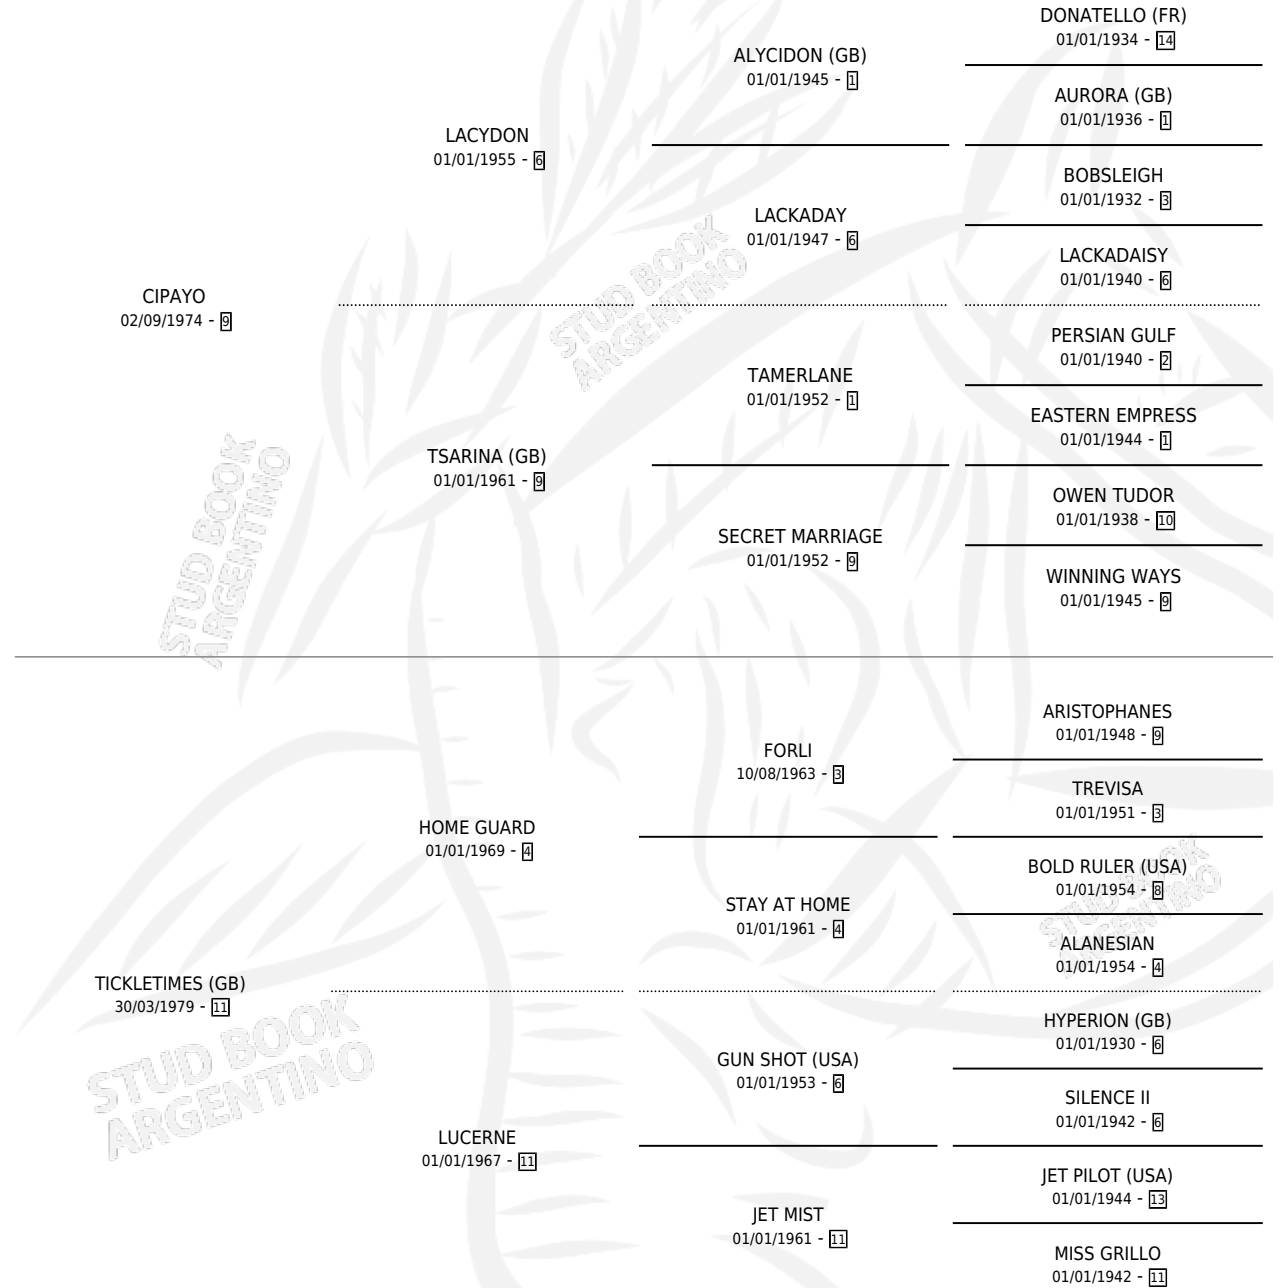 DONATELLO (FR)
01/01/1934 - 14
ALYCIDON (GB)
01/01/1945 - 1
AURORA (GB)
01/01/1936 - 1
LACYDON
01/01/1955 - 6
BOBSLEIGH
01/01/1932 - 3
LACKADAY
01/01/1947 - 6
LACKADAISY
01/01/1940 - 6
CIPAYO
02/09/1974 - 9
STUD BOOK
ARGENTINO
PERSIAN GULF
01/01/1940 - 2
TAMERLANE
01/01/1952 - 1
EASTERN EMPRESS
01/01/1944 - 1
TSARINA (GB)
01/01/1961 - 9
OWEN TUDOR
01/01/1938 - 10
SECRET MARRIAGE
01/01/1952 - 9
WINNING WAYS
01/01/1945 - 9
STUD BOOK
ARGENTINO
ARISTOPHANES
01/01/1948 - 9
FORLI
10/08/1963 - 3
TREVISA
01/01/1951 - 3
HOME GUARD
01/01/1969 - 4
BOLD RULER (USA)
01/01/1954 - 8
STAY AT HOME
01/01/1961 - 4
STUD BOOK
ARGENTINO
ALANESIAN
01/01/1954 - 4
TICKLETIMES (GB)
30/03/1979 - 11
STUD BOOK
ARGENTINO
HYPERION (GB)
01/01/1930 - 6
GUN SHOT (USA)
01/01/1953 - 6
SILENCE II
01/01/1942 - 6
LUCERNE
01/01/1967 - 11
JET PILOT (USA)
01/01/1944 - 13
JET MIST
01/01/1961 - 11
MISS GRILLO
01/01/1942 - 11